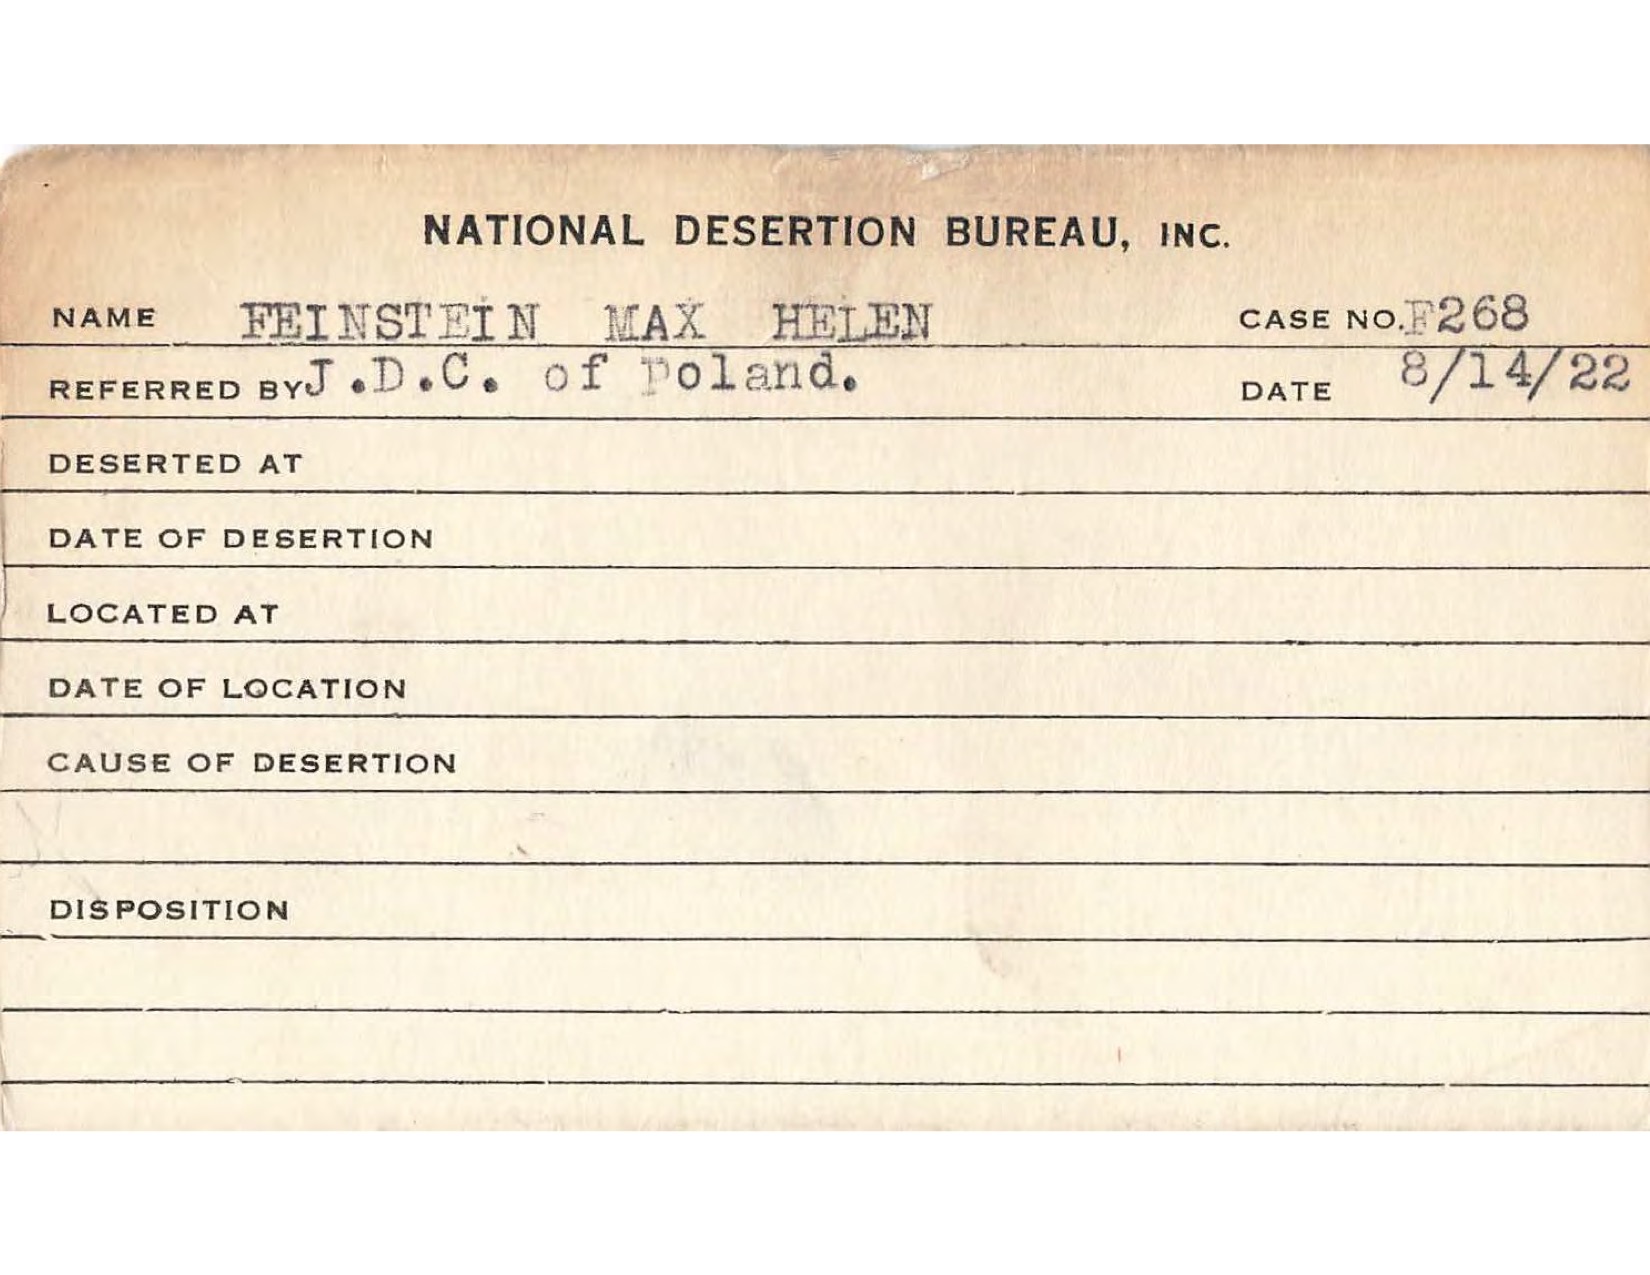 NATIONAL DESERTION BUREAU, INC.
NAME FEINSTEIN MAX HELEN CASE NO. F268
REFERRED BY J.D.C. of Poland. DATE 8/14/22
DESERTED AT
DATE OF DESERTION
LOCATED AT
DATE OF LOCATION
CAUSE OF DESERTION
DISPOSITION